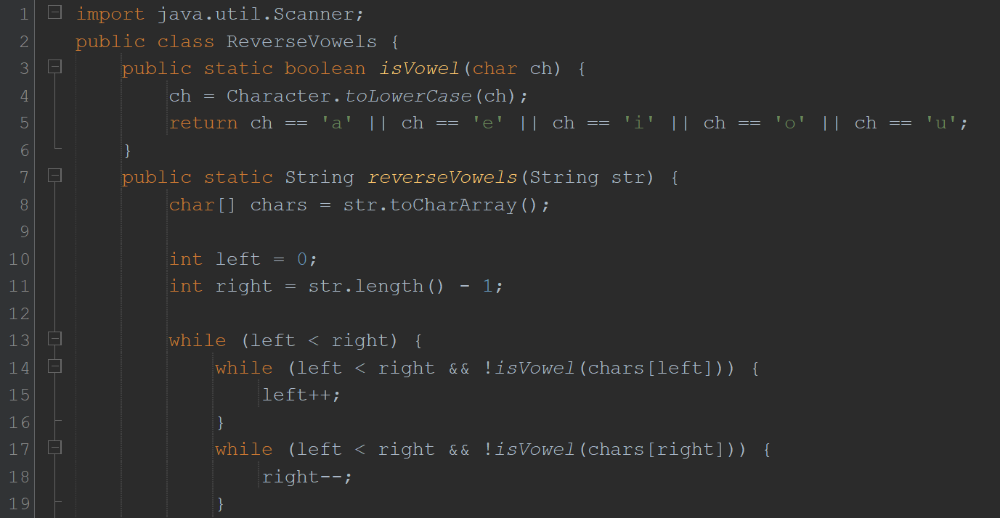 1 import java.util.Scanner;
2 public class ReverseVowels {
3 public static boolean isVowel(char ch) {
4 ch = Character.toLowerCase(ch);
5 return ch == 'a' || ch == 'e' || ch == 'i' || ch == 'o' || ch == 'u';
6 }
7 public static String reverseVowels(String str) {
8 char[] chars = str.toCharArray();
9
10 int left = 0;
11 int right = str.length() - 1;
12
13 while (left < right) {
14 while (left < right && !isVowel(chars[left])) {
15 left++;
16 }
17 while (left < right && !isVowel(chars[right])) {
18 right--;
19 }